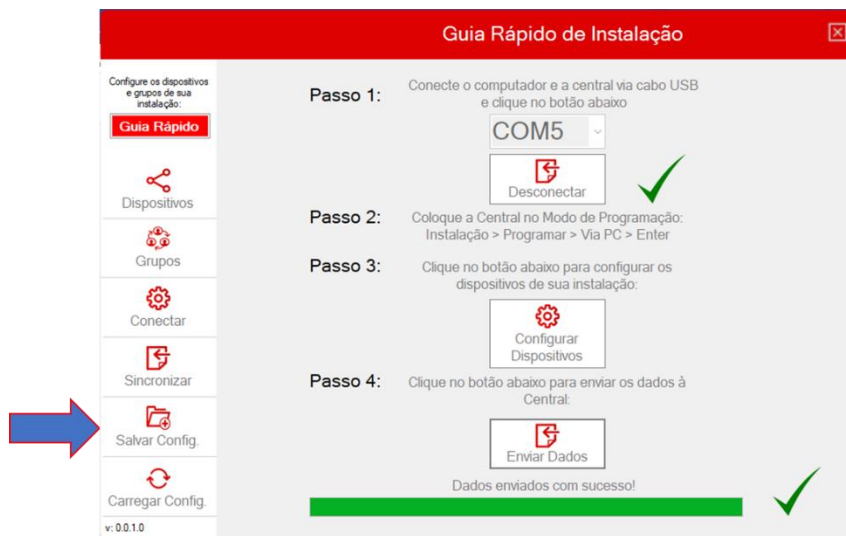 Guia Rápido de Instalação
Configure os dispositivos
e grupos de sua
instalação:
Guia Rápido
Dispositivos
Grupos
Conectar
Sincronizar
Salvar Config.
Carregar Config.
v: 0.0.1.0
Passo 1:
Conecte o computador e a central via cabo USB
e clique no botão abaixo
COM5
Desconectar
Passo 2:
Coloque a Central no Modo de Programação:
Instalação > Programar > Via PC > Enter
Passo 3:
Clique no botão abaixo para configurar os
dispositivos de sua instalação:
Configurar
Dispositivos
Passo 4:
Clique no botão abaixo para enviar os dados à
Central:
Enviar Dados
Dados enviados com sucesso!